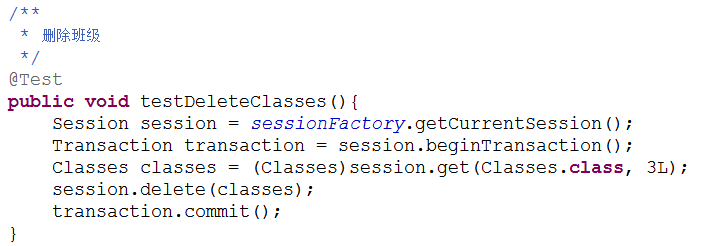 /**
 * 删除班级
 */
@Test
public void testDeleteClasses(){
    Session session = sessionFactory.getCurrentSession();
    Transaction transaction = session.beginTransaction();
    Classes classes = (Classes)session.get(Classes.class, 3L);
    session.delete(classes);
    transaction.commit();
}